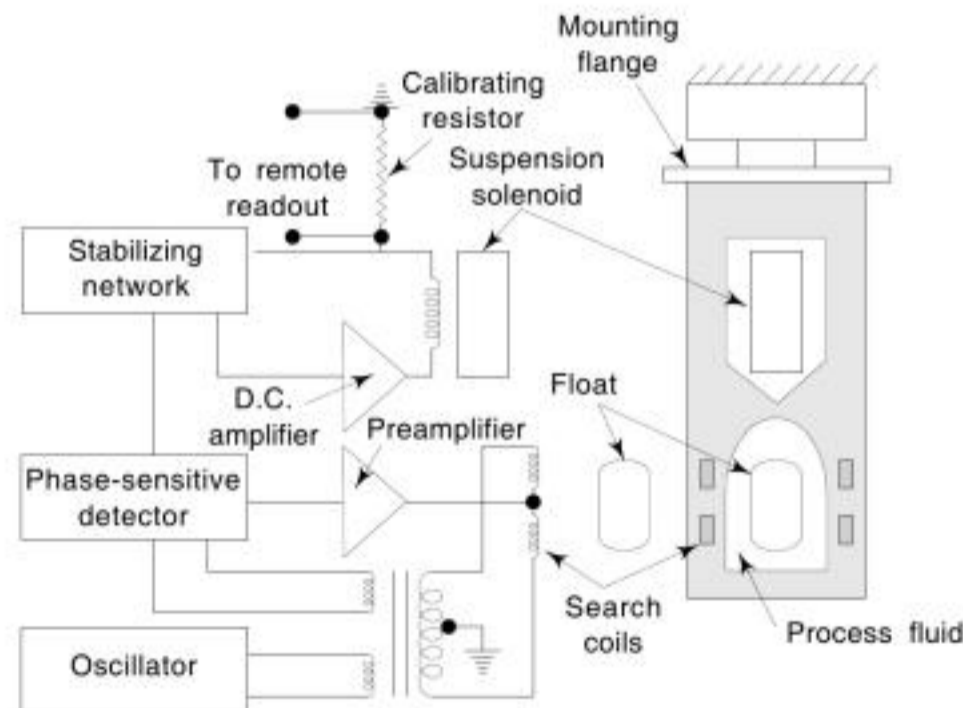 Mounting
flange
Calibrating
resistor
Suspension
solenoid
To remote
readout
Stabilizing
network
D.C.
amplifier
Preamplifier
Float
Phase-sensitive
detector
Search
coils
Process fluid
Oscillator